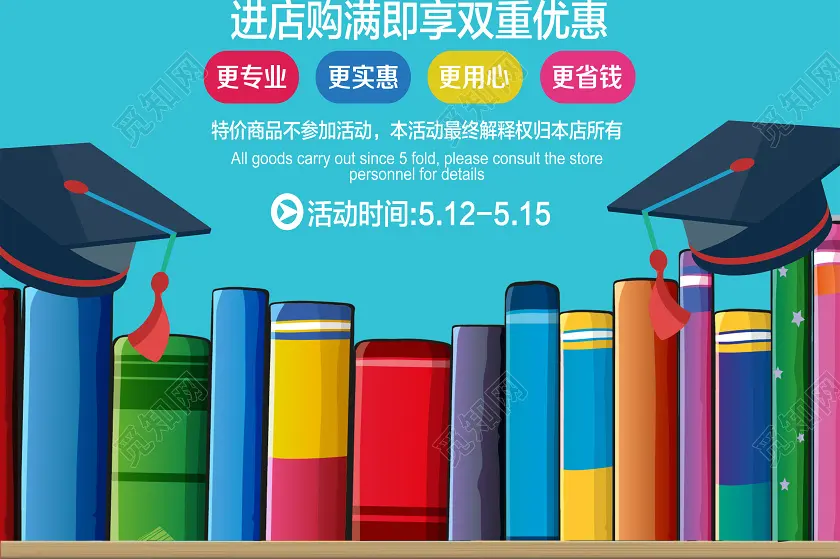 进店购满即享双重优惠
更专业 更实惠 更用心 更省钱
特价商品不参加活动，本活动最终解释权归本店所有
All goods carry out since 5 fold, please consult the store
personnel for details
活动时间:5.12-5.15
觅知网